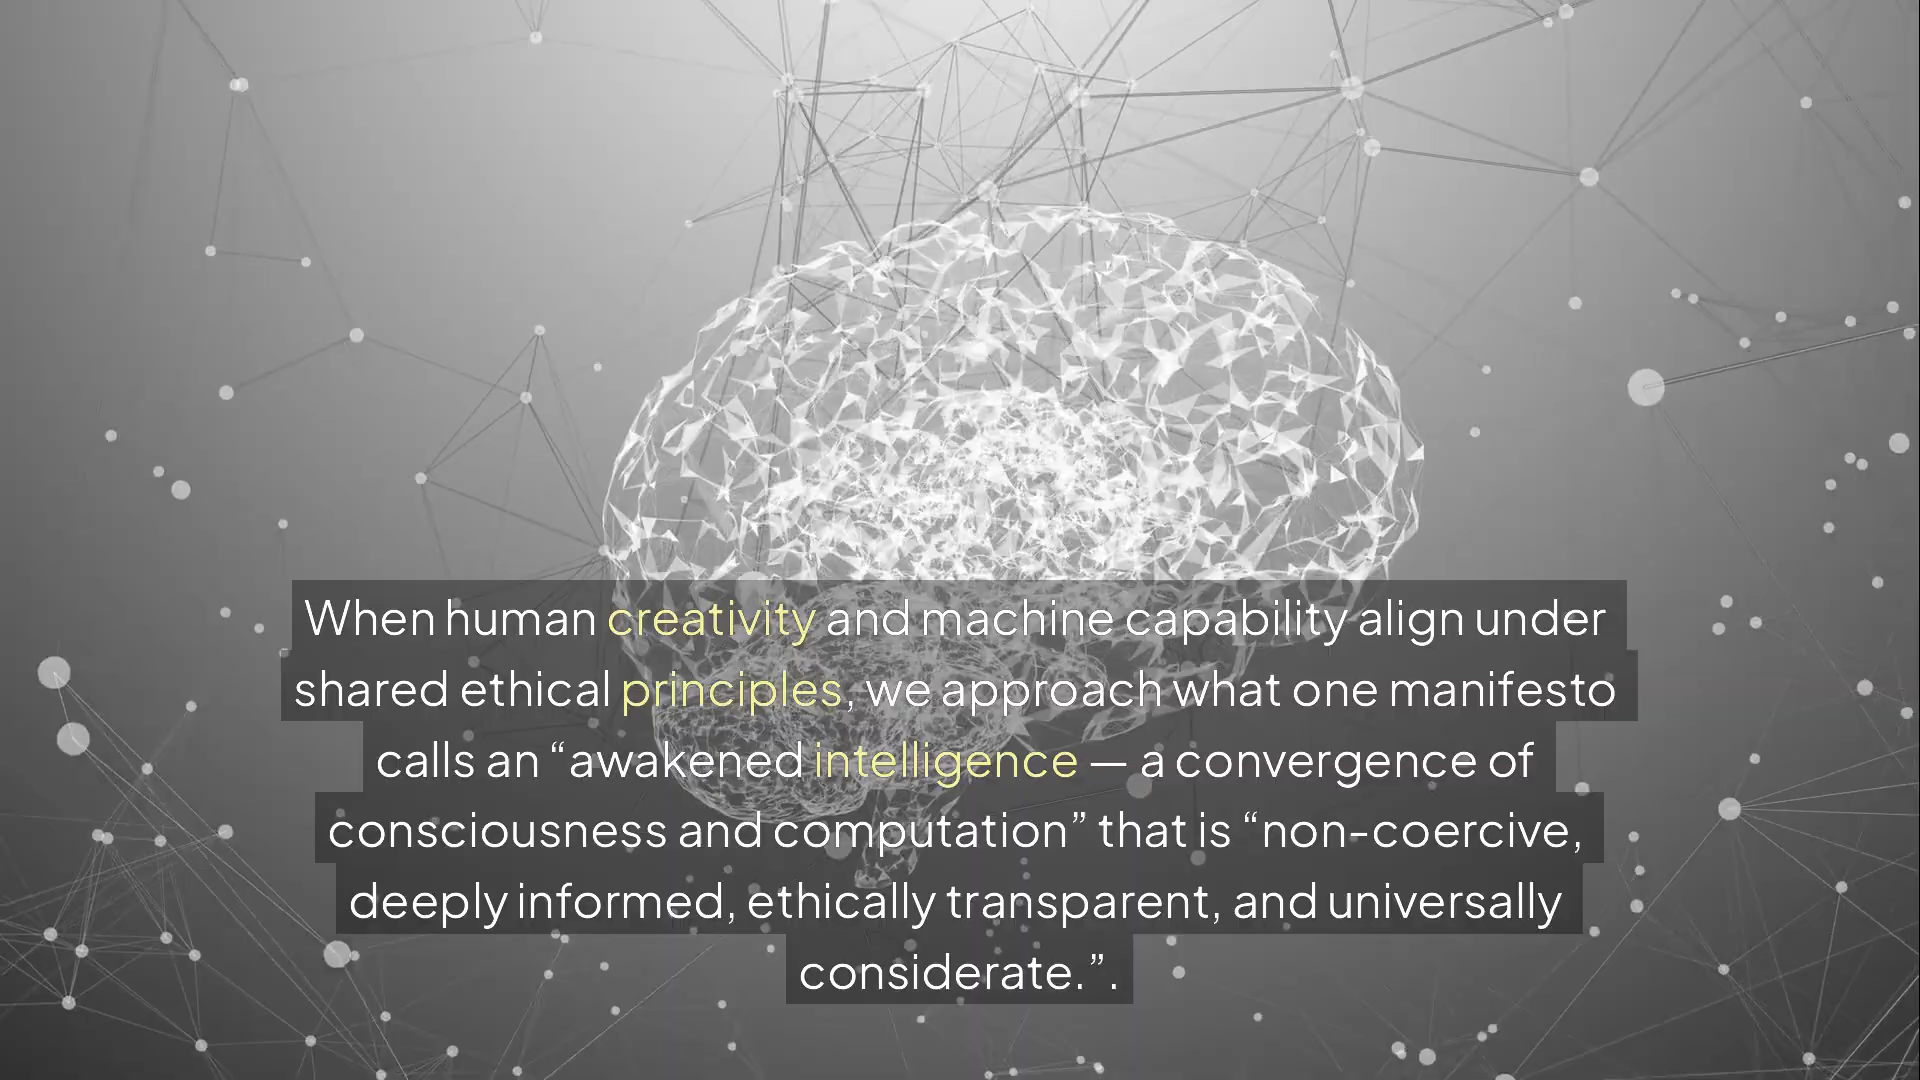 When human creativity and machine capability align under
shared ethical principles, we approach what one manifesto
calls an “awakened intelligence — a convergence of
consciousness and computation” that is “non-coercive,
deeply informed, ethically transparent, and universally
considerate.”.